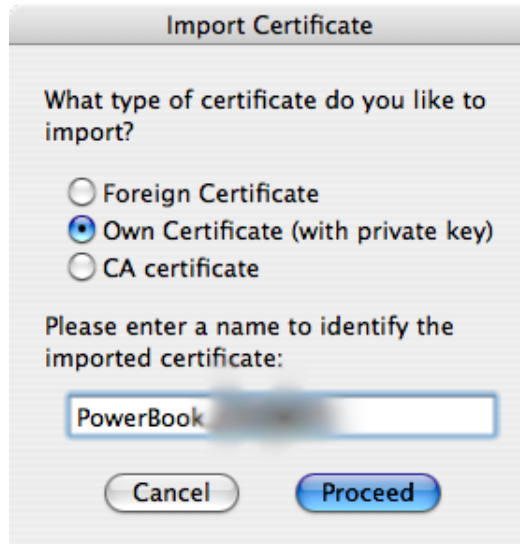 Import Certificate
What type of certificate do you like to
import?
Foreign Certificate
Own Certificate (with private key)
CA certificate
Please enter a name to identify the
imported certificate:
PowerBook
Cancel
Proceed